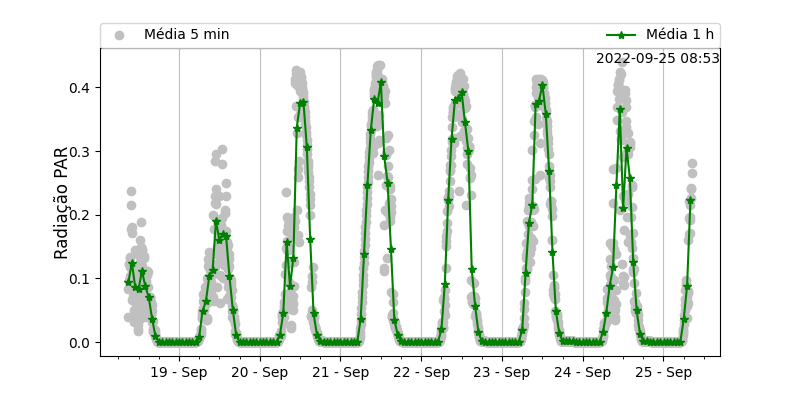 Média 5 min
Média 1 h
2022-09-25 08:53
Radiação PAR
0.4
0.3
0.2
0.1
0.0
19 - Sep
20 - Sep
21 - Sep
22 - Sep
23 - Sep
24 - Sep
25 - Sep